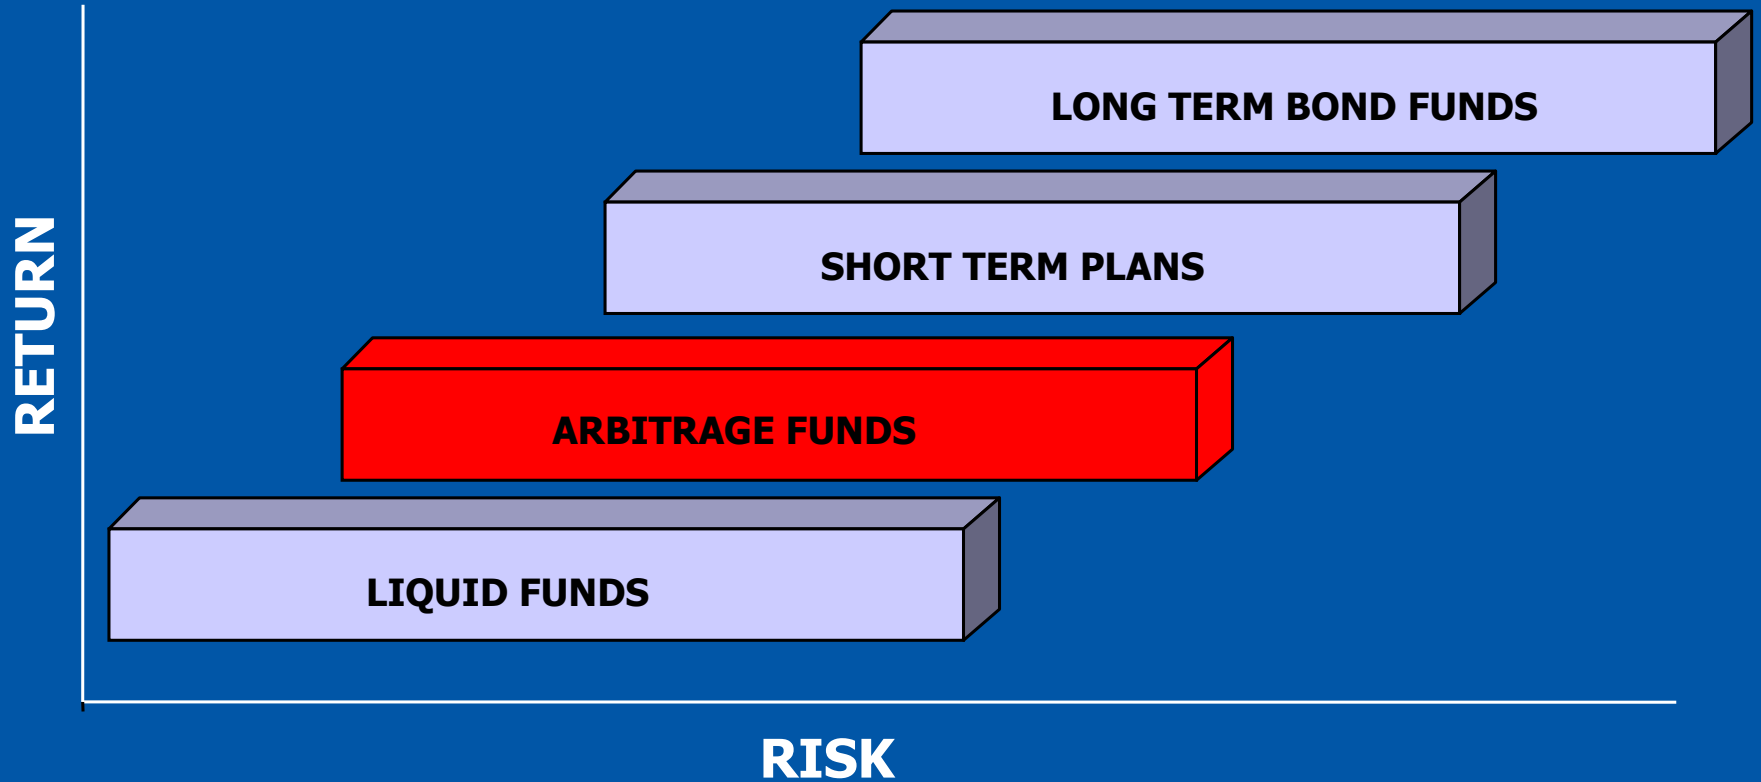 LONG TERM BOND FUNDS
SHORT TERM PLANS
RETURN
ARBITRAGE FUNDS
LIQUID FUNDS
RISK